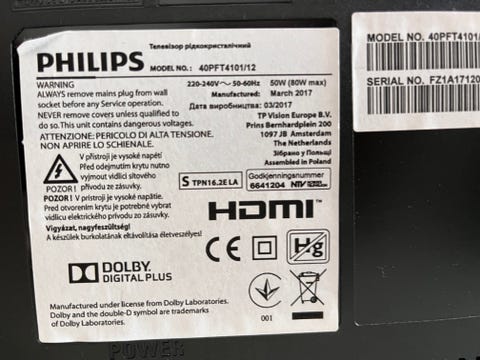 Телевізор рідкокристалічний
PHILIPS MODEL NO.: 40PFT4101/12
WARNING 220-240V~ 50-60Hz 50W (80W max)
ALWAYS remove mains plug from wall Manufactured: March 2017
socket before any Service operation. Дата виробництва: 03/2017
NEVER remove covers unless qualified to TP Vision Europe B.V.
do so.This unit contains dangerous voltages. Prins Bernhardplein 200
ATTENZIONE: PERICOLO DI ALTA TENSIONE. 1097 JB Amsterdam
NON APRIRE LO SCHIENALE. The Netherlands
Зібрано у Польщі
Assembled in Poland
V přístroji je vysoké napětí
Před odejmutím krytu nutno
vyjmout vidlici síťového
POZOR ! přívodu ze zásuvky.
POZOR ! V prístroji je vysoké napätie.
Pred otvorením krytu je potrebné vybrat
vidlicu elektrického prívodu zo zásuvky.
Vigyázat, nagyfeszültség!
A készülek burkolatának eltávolítása életveszélyes!
S TPN16.2E LA
Godkjenningsnummer
6641204 NTV
HDMI
CE Hg
DOLBY
DIGITAL PLUS
Manufactured under license from Dolby Laboratories.
Dolby and the double-D symbol are trademarks
of Dolby Laboratories.
001
MODEL NO. 40PFT4101/
SERIAL NO. FZ1A1712
POWER